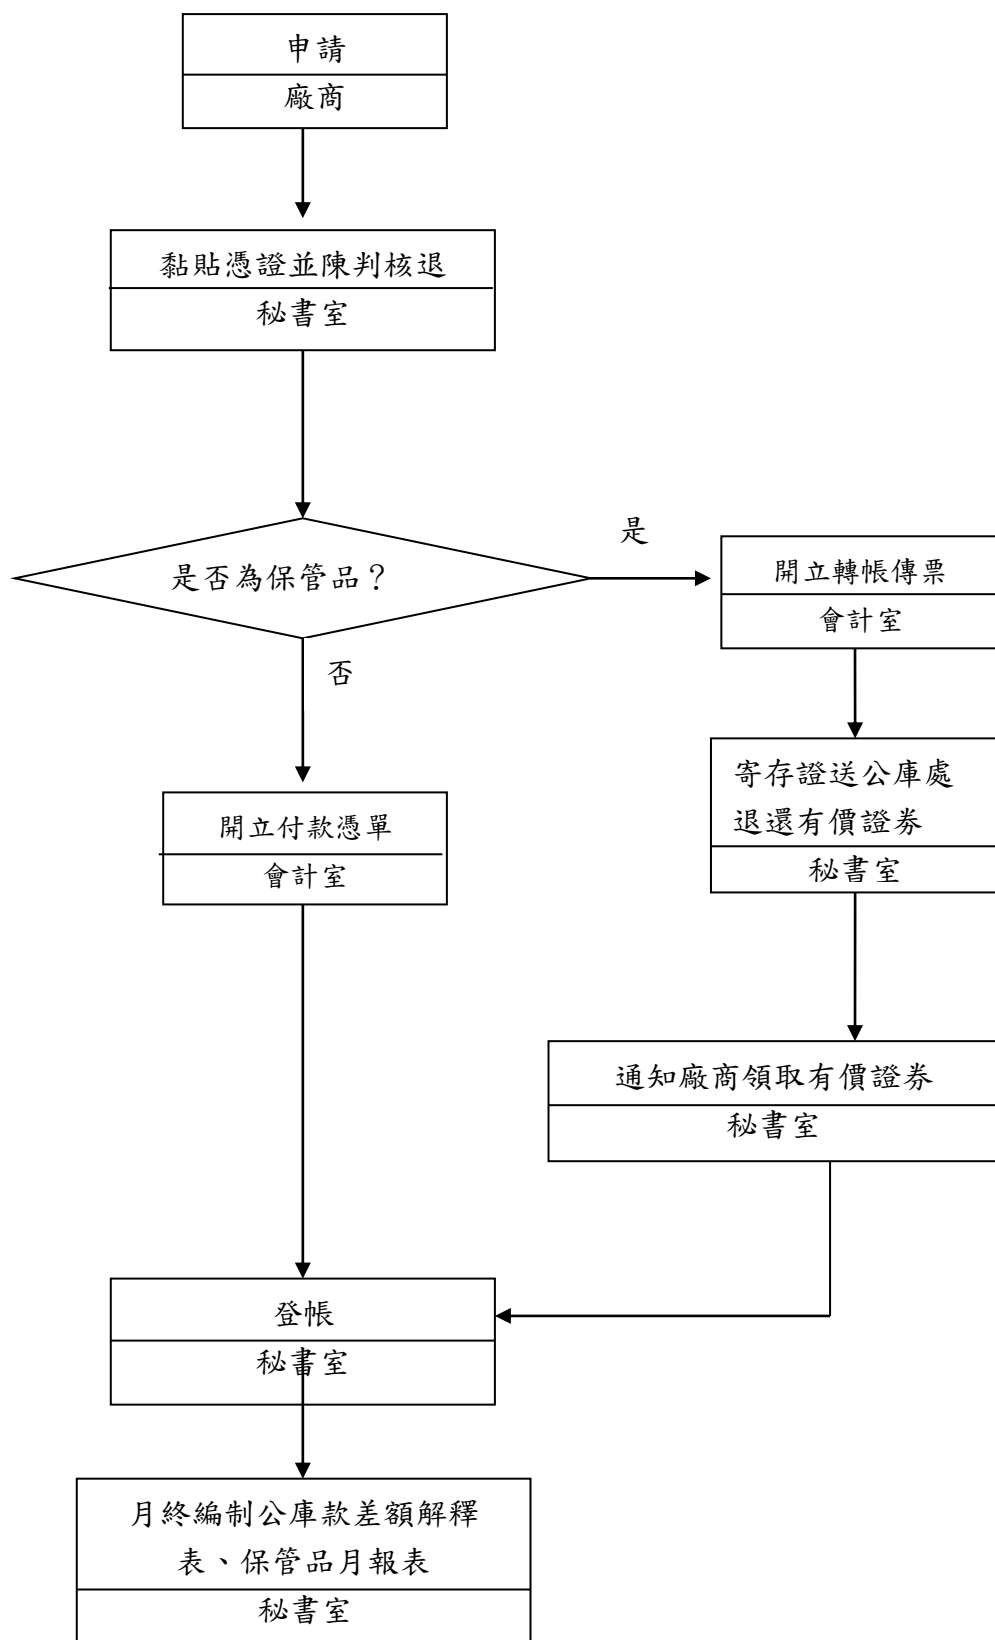 申請
廠商
黏貼憑證並陳判核退
秘書室
是否為保管品？
是
開立轉帳傳票
會計室
否
寄存證送公庫處
退還有價證券
秘書室
開立付款憑單
會計室
通知廠商領取有價證券
秘書室
登帳
秘書室
月終編制公庫款差額解釋
表、保管品月報表
秘書室